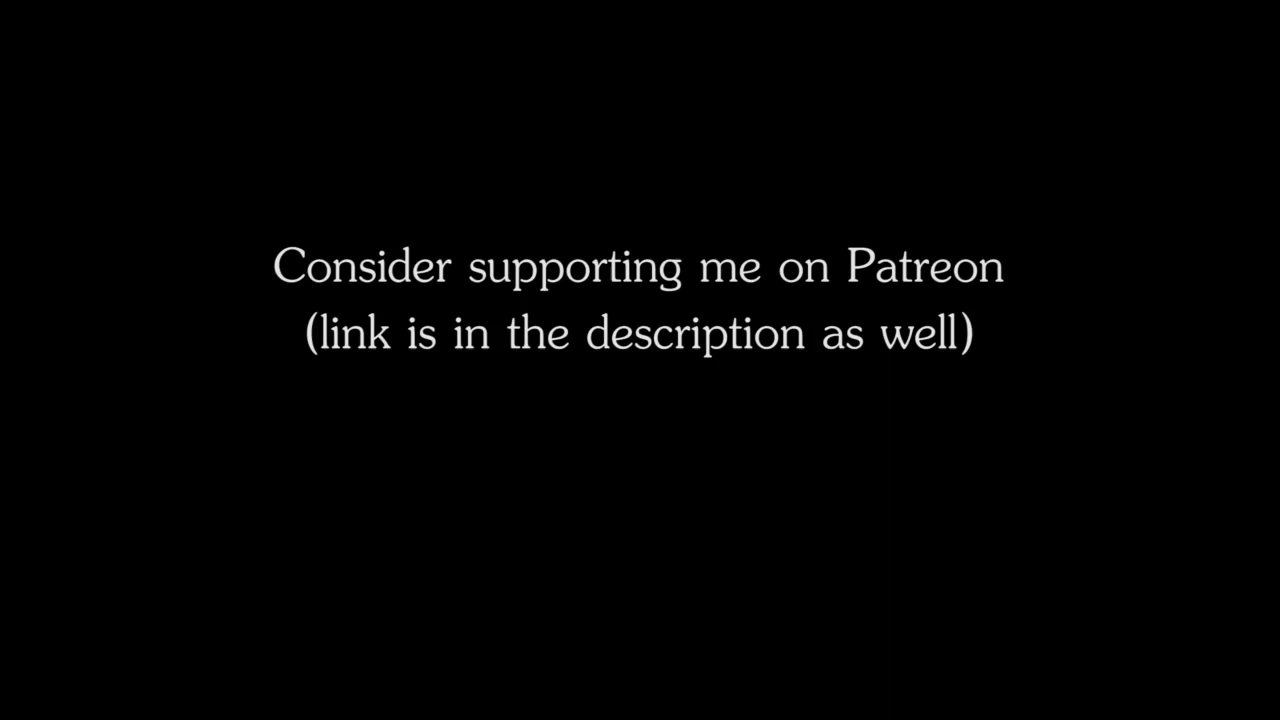 Consider supporting me on Patreon
(link is in the description as well)